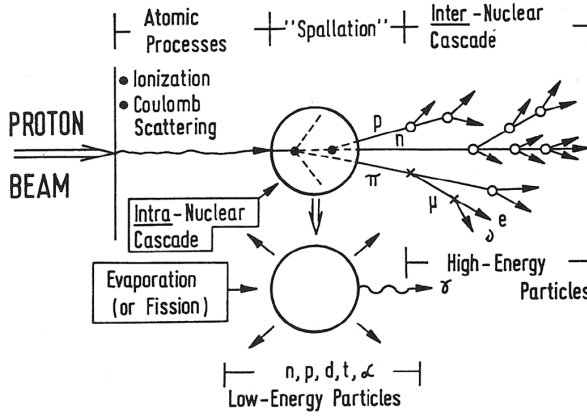 Atomic
Processes
"Spallation"
Inter-Nuclear
Cascade
• Ionization
• Coulomb
Scattering
PROTON
BEAM
p
n
π
μ
e
ν
Intra-Nuclear
Cascade
Evaporation
(or Fission)
γ
High-Energy
Particles
n, p, d, t, α
Low-Energy Particles